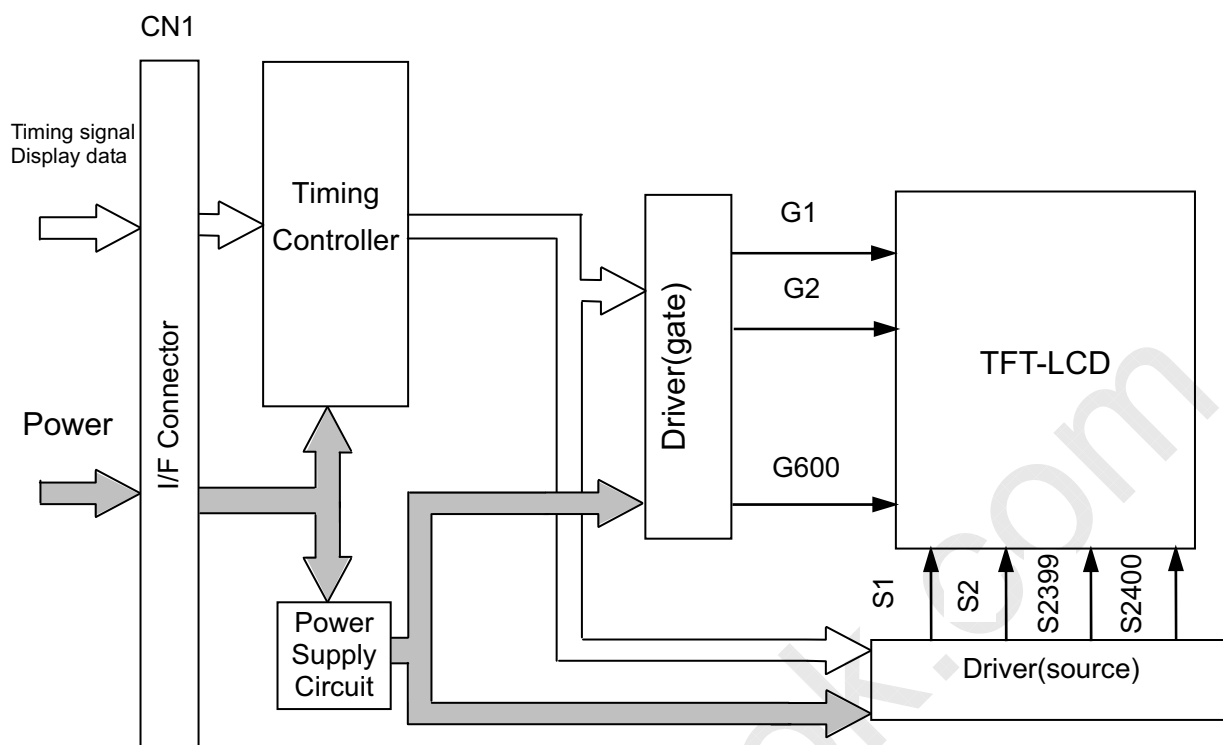 CN1
Timing signal
Display data
Power
I/F Connector
Timing
Controller
Power
Supply
Circuit
Driver(gate)
G1
G2
G600
TFT-LCD
S1
S2
S2399
S2400
Driver(source)
k.com